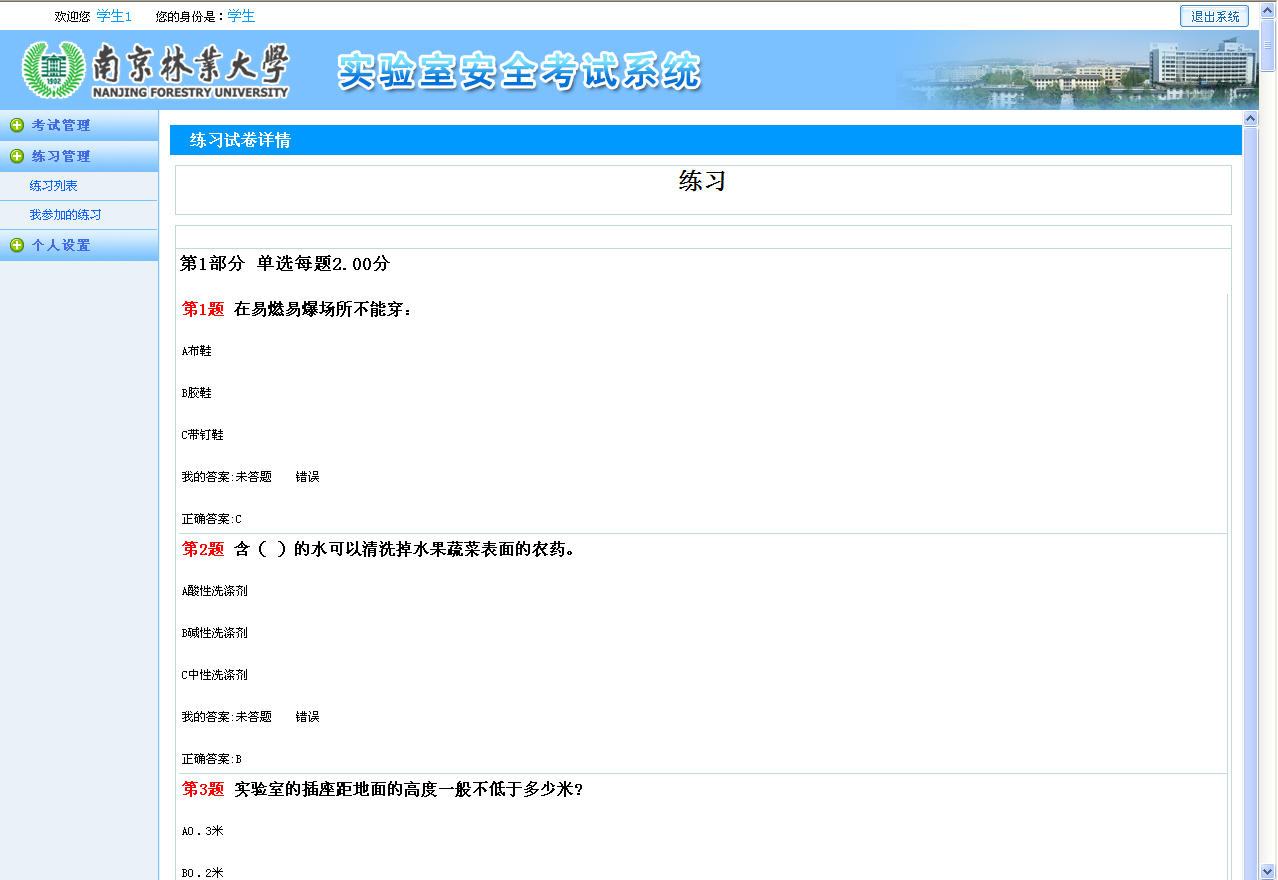 欢迎您 学生1 您的身份是：学生 退出系统
南京林业大学 实验室安全考试系统
1902
NANJING FORESTRY UNIVERSITY
考试管理
练习试卷详情
练习管理
练习
练习列表
我参加的练习
个人设置
第1部分 单选每题2.00分
第1题 在易燃易爆场所不能穿：
A布鞋
B胶鞋
C带钉鞋
我的答案:未答题 错误
正确答案:C
第2题 含（ ）的水可以清洗掉水果蔬菜表面的农药。
A酸性洗涤剂
B碱性洗涤剂
C中性洗涤剂
我的答案:未答题 错误
正确答案:B
第3题 实验室的插座距地面的高度一般不低于多少米?
A0．3米
B0．2米